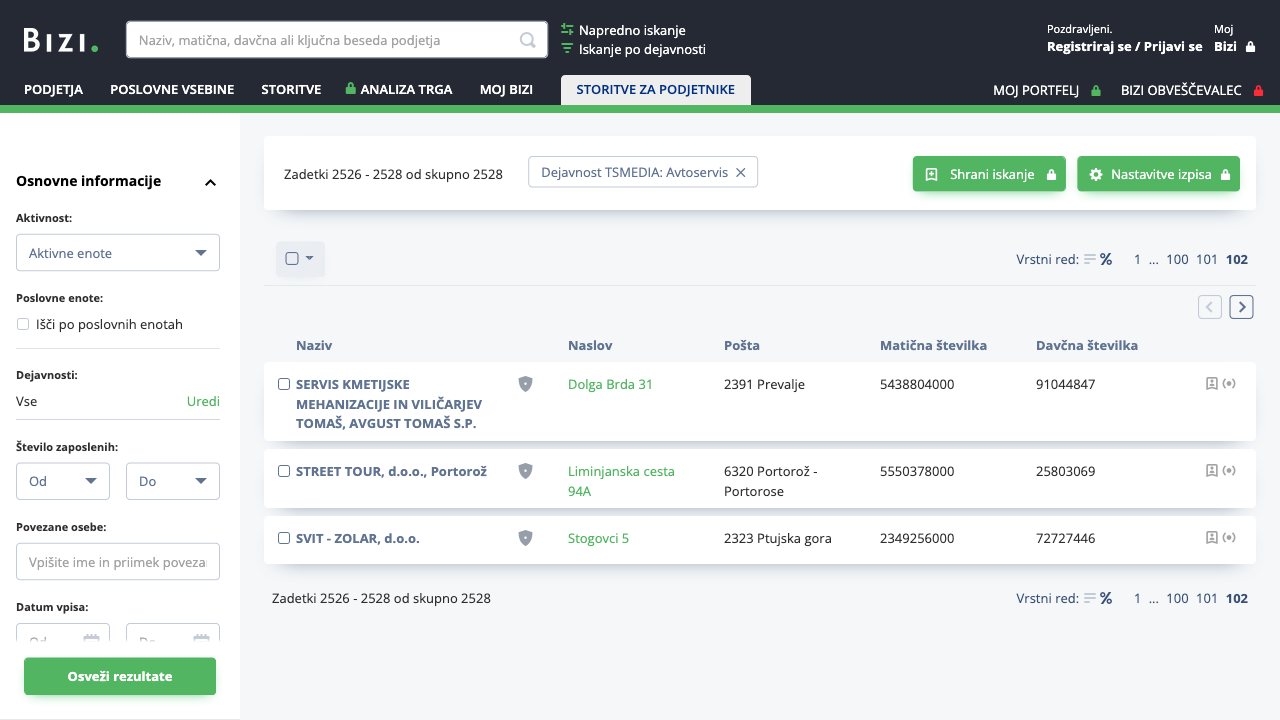 Bizi.
Naziv, matična, davčna ali ključna beseda podjetja
Napredno iskanje
Iskanje po dejavnosti
Pozdravljeni.
Registriraj se / Prijavi se
Moj
Bizi
PODJETJA POSLOVNE VSEBINE STORITVE ANALIZA TRGA MOJ BIZI STORITVE ZA PODJETNIKE MOJ PORTFELJ BIZI OBVEŠČEVALEC
Osnovne informacije
Aktivnost:
Aktivne enote
Poslovne enote:
Išči po poslovnih enotah
Dejavnosti:
Vse Uredi
Število zaposlenih:
Od Do
Povezane osebe:
Vpišite ime in priimek poveza
Datum vpisa:
Od Do
Osveži rezultate
Zadetki 2526 - 2528 od skupno 2528
Dejavnost TSMEDIA: Avtoservis
Shrani iskanje
Nastavitve izpisa
Vrstni red: % 1 ... 100 101 102
Naziv Naslov Pošta Matična številka Davčna številka
SERVIS KMETIJSKE Dolga Brda 31 2391 Prevalje 5438804000 91044847
MEHANIZACIJE IN VILIČARJEV
TOMAŠ, AVGUST TOMAŠ S.P.
STREET TOUR, d.o.o., Portorož Liminjanska cesta 6320 Portorož - 5550378000 25803069
94A Portorose
SVIT - ZOLAR, d.o.o. Stogovci 5 2323 Ptujska gora 2349256000 72727446
Zadetki 2526 - 2528 od skupno 2528
Vrstni red: % 1 ... 100 101 102